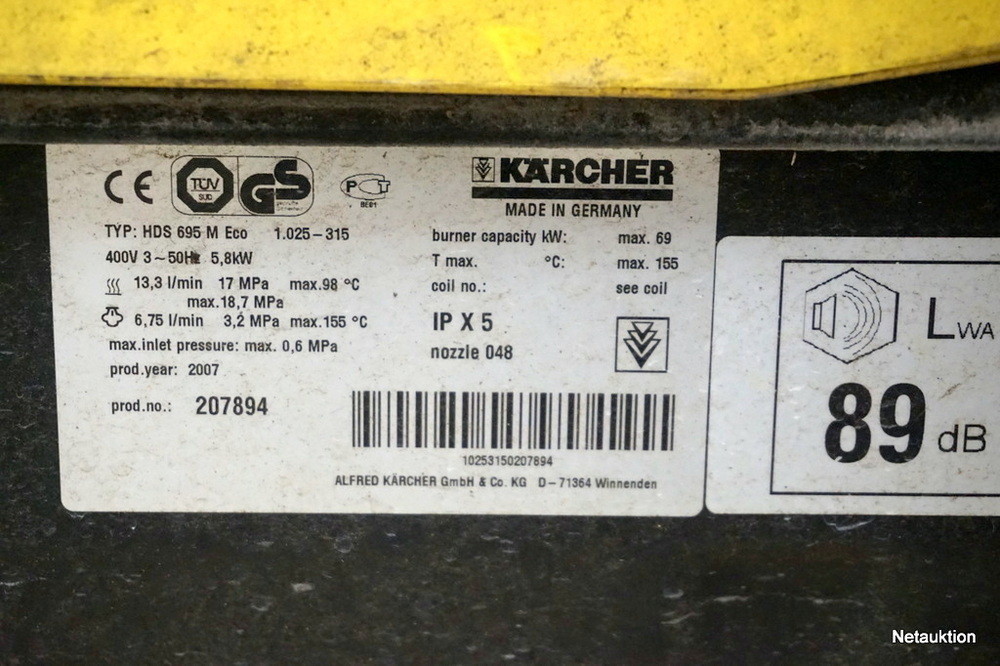 CE TÜV SÜD GS PCT
BE01
KÄRCHER
MADE IN GERMANY
TYP: HDS 695 M Eco 1.025-315
400V 3~50Hz 5,8kW
13,3 l/min 17 MPa max.98 °C
max.18,7 MPa
6,75 l/min 3,2 MPa max.155 °C
max.inlet pressure: max. 0,6 MPa
prod.year: 2007
prod.no.: 207894
burner capacity kW: max. 69
T max. °C: max. 155
coil no.: see coil
IP X 5
nozzle 048
10253150207894
ALFRED KÄRCHER GmbH & Co. KG D-71364 Winnenden
LWA
89 dB
Netauktion